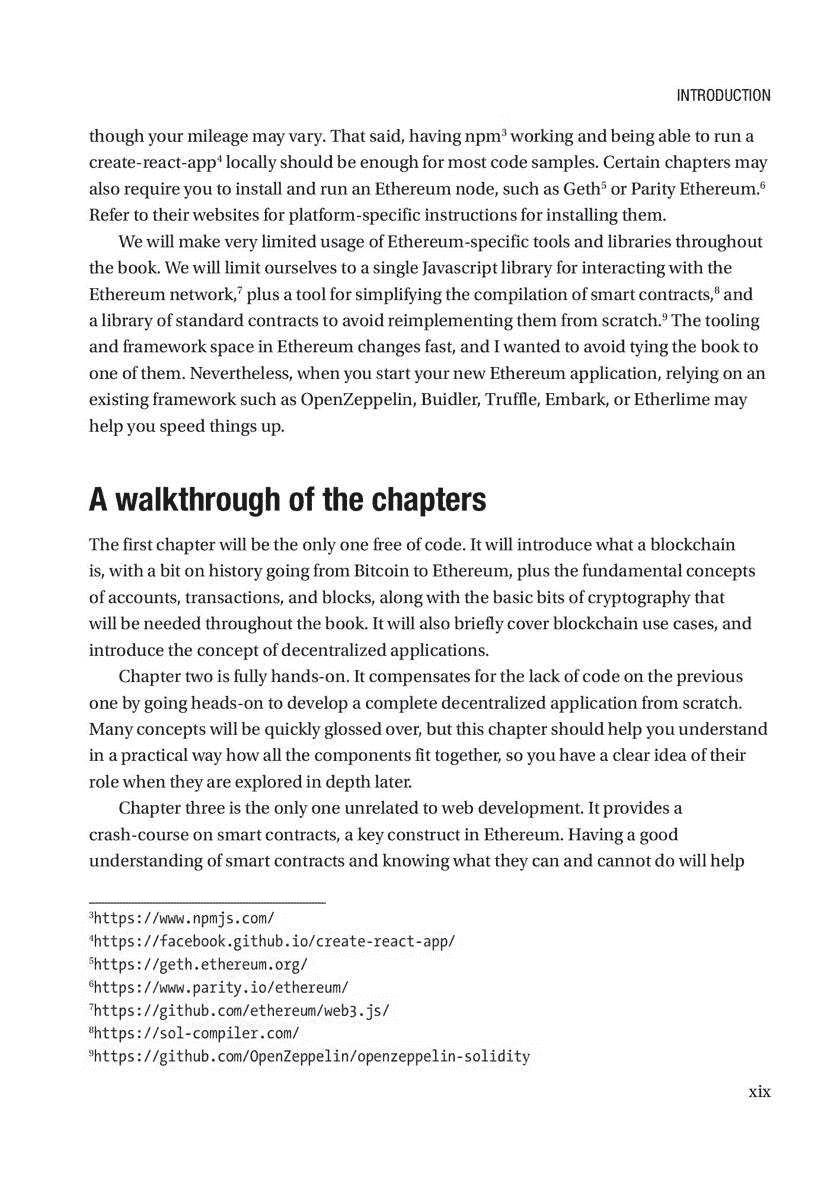 INTRODUCTION
though your mileage may vary. That said, having npm³ working and being able to run a
create-react-app⁴ locally should be enough for most code samples. Certain chapters may
also require you to install and run an Ethereum node, such as Geth⁵ or Parity Ethereum.⁶
Refer to their websites for platform-specific instructions for installing them.
We will make very limited usage of Ethereum-specific tools and libraries throughout
the book. We will limit ourselves to a single Javascript library for interacting with the
Ethereum network,⁷ plus a tool for simplifying the compilation of smart contracts,⁸ and
a library of standard contracts to avoid reimplementing them from scratch.⁹ The tooling
and framework space in Ethereum changes fast, and I wanted to avoid tying the book to
one of them. Nevertheless, when you start your new Ethereum application, relying on an
existing framework such as OpenZeppelin, Buidler, Truffle, Embark, or Etherlime may
help you speed things up.
A walkthrough of the chapters
The first chapter will be the only one free of code. It will introduce what a blockchain
is, with a bit on history going from Bitcoin to Ethereum, plus the fundamental concepts
of accounts, transactions, and blocks, along with the basic bits of cryptography that
will be needed throughout the book. It will also briefly cover blockchain use cases, and
introduce the concept of decentralized applications.
Chapter two is fully hands-on. It compensates for the lack of code on the previous
one by going heads-on to develop a complete decentralized application from scratch.
Many concepts will be quickly glossed over, but this chapter should help you understand
in a practical way how all the components fit together, so you have a clear idea of their
role when they are explored in depth later.
Chapter three is the only one unrelated to web development. It provides a
crash-course on smart contracts, a key construct in Ethereum. Having a good
understanding of smart contracts and knowing what they can and cannot do will help
³https://www.npmjs.com/
⁴https://facebook.github.io/create-react-app/
⁵https://geth.ethereum.org/
⁶https://www.parity.io/ethereum/
⁷https://github.com/ethereum/web3.js/
⁸https://sol-compiler.com/
⁹https://github.com/OpenZeppelin/openzeppelin-solidity
xix